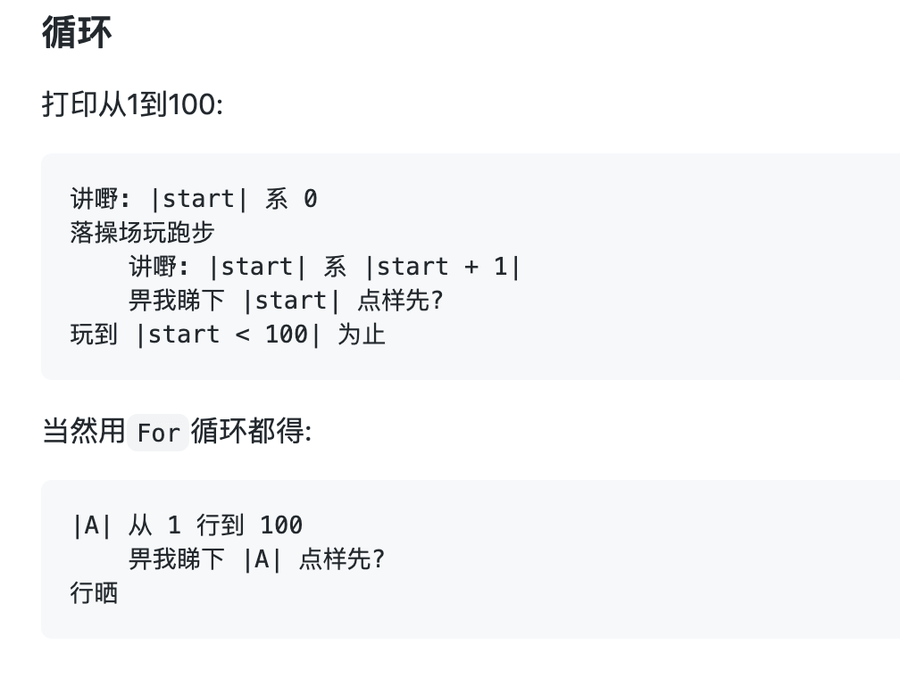 循环
打印从1到100:
讲嘢: |start| 系 0
落操场玩跑步
    讲嘢: |start| 系 |start + 1|
    畀我睇下 |start| 点样先?
玩到 |start < 100| 为止
当然用 For 循环都得:
|A| 从 1 行到 100
    畀我睇下 |A| 点样先?
行晒